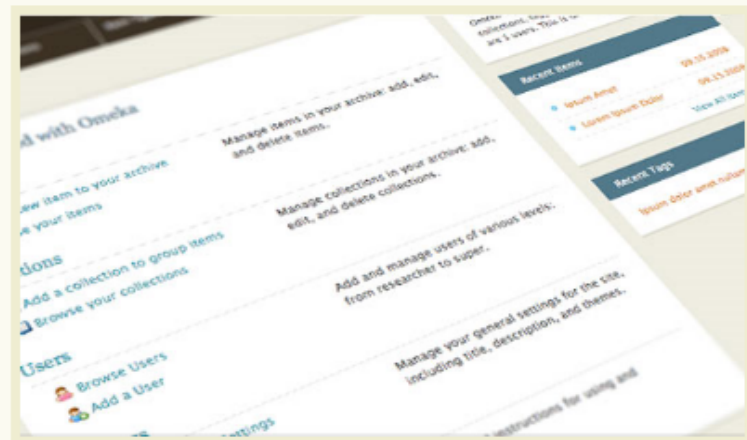 d with Omeka
ew item to your archive
e your items
Manage items in your archive: add, edit,
and delete items.
tions
Add a collection to group items
Browse your collections
Manage collections in your archive: add,
edit, and delete collections.
Users
Browse Users
Add a User
Add and manage users of various levels:
from researcher to super.
ettings
Manage your general settings for the site,
including title, description, and themes.
instructions for using and
are 1 users. This is
Recent Items
Ipsum Amet
09.15.2008
Lorem Ipsum Dolor
09.15.2008
View All Item
Recent Tags
Ipsum dolor amet nulum